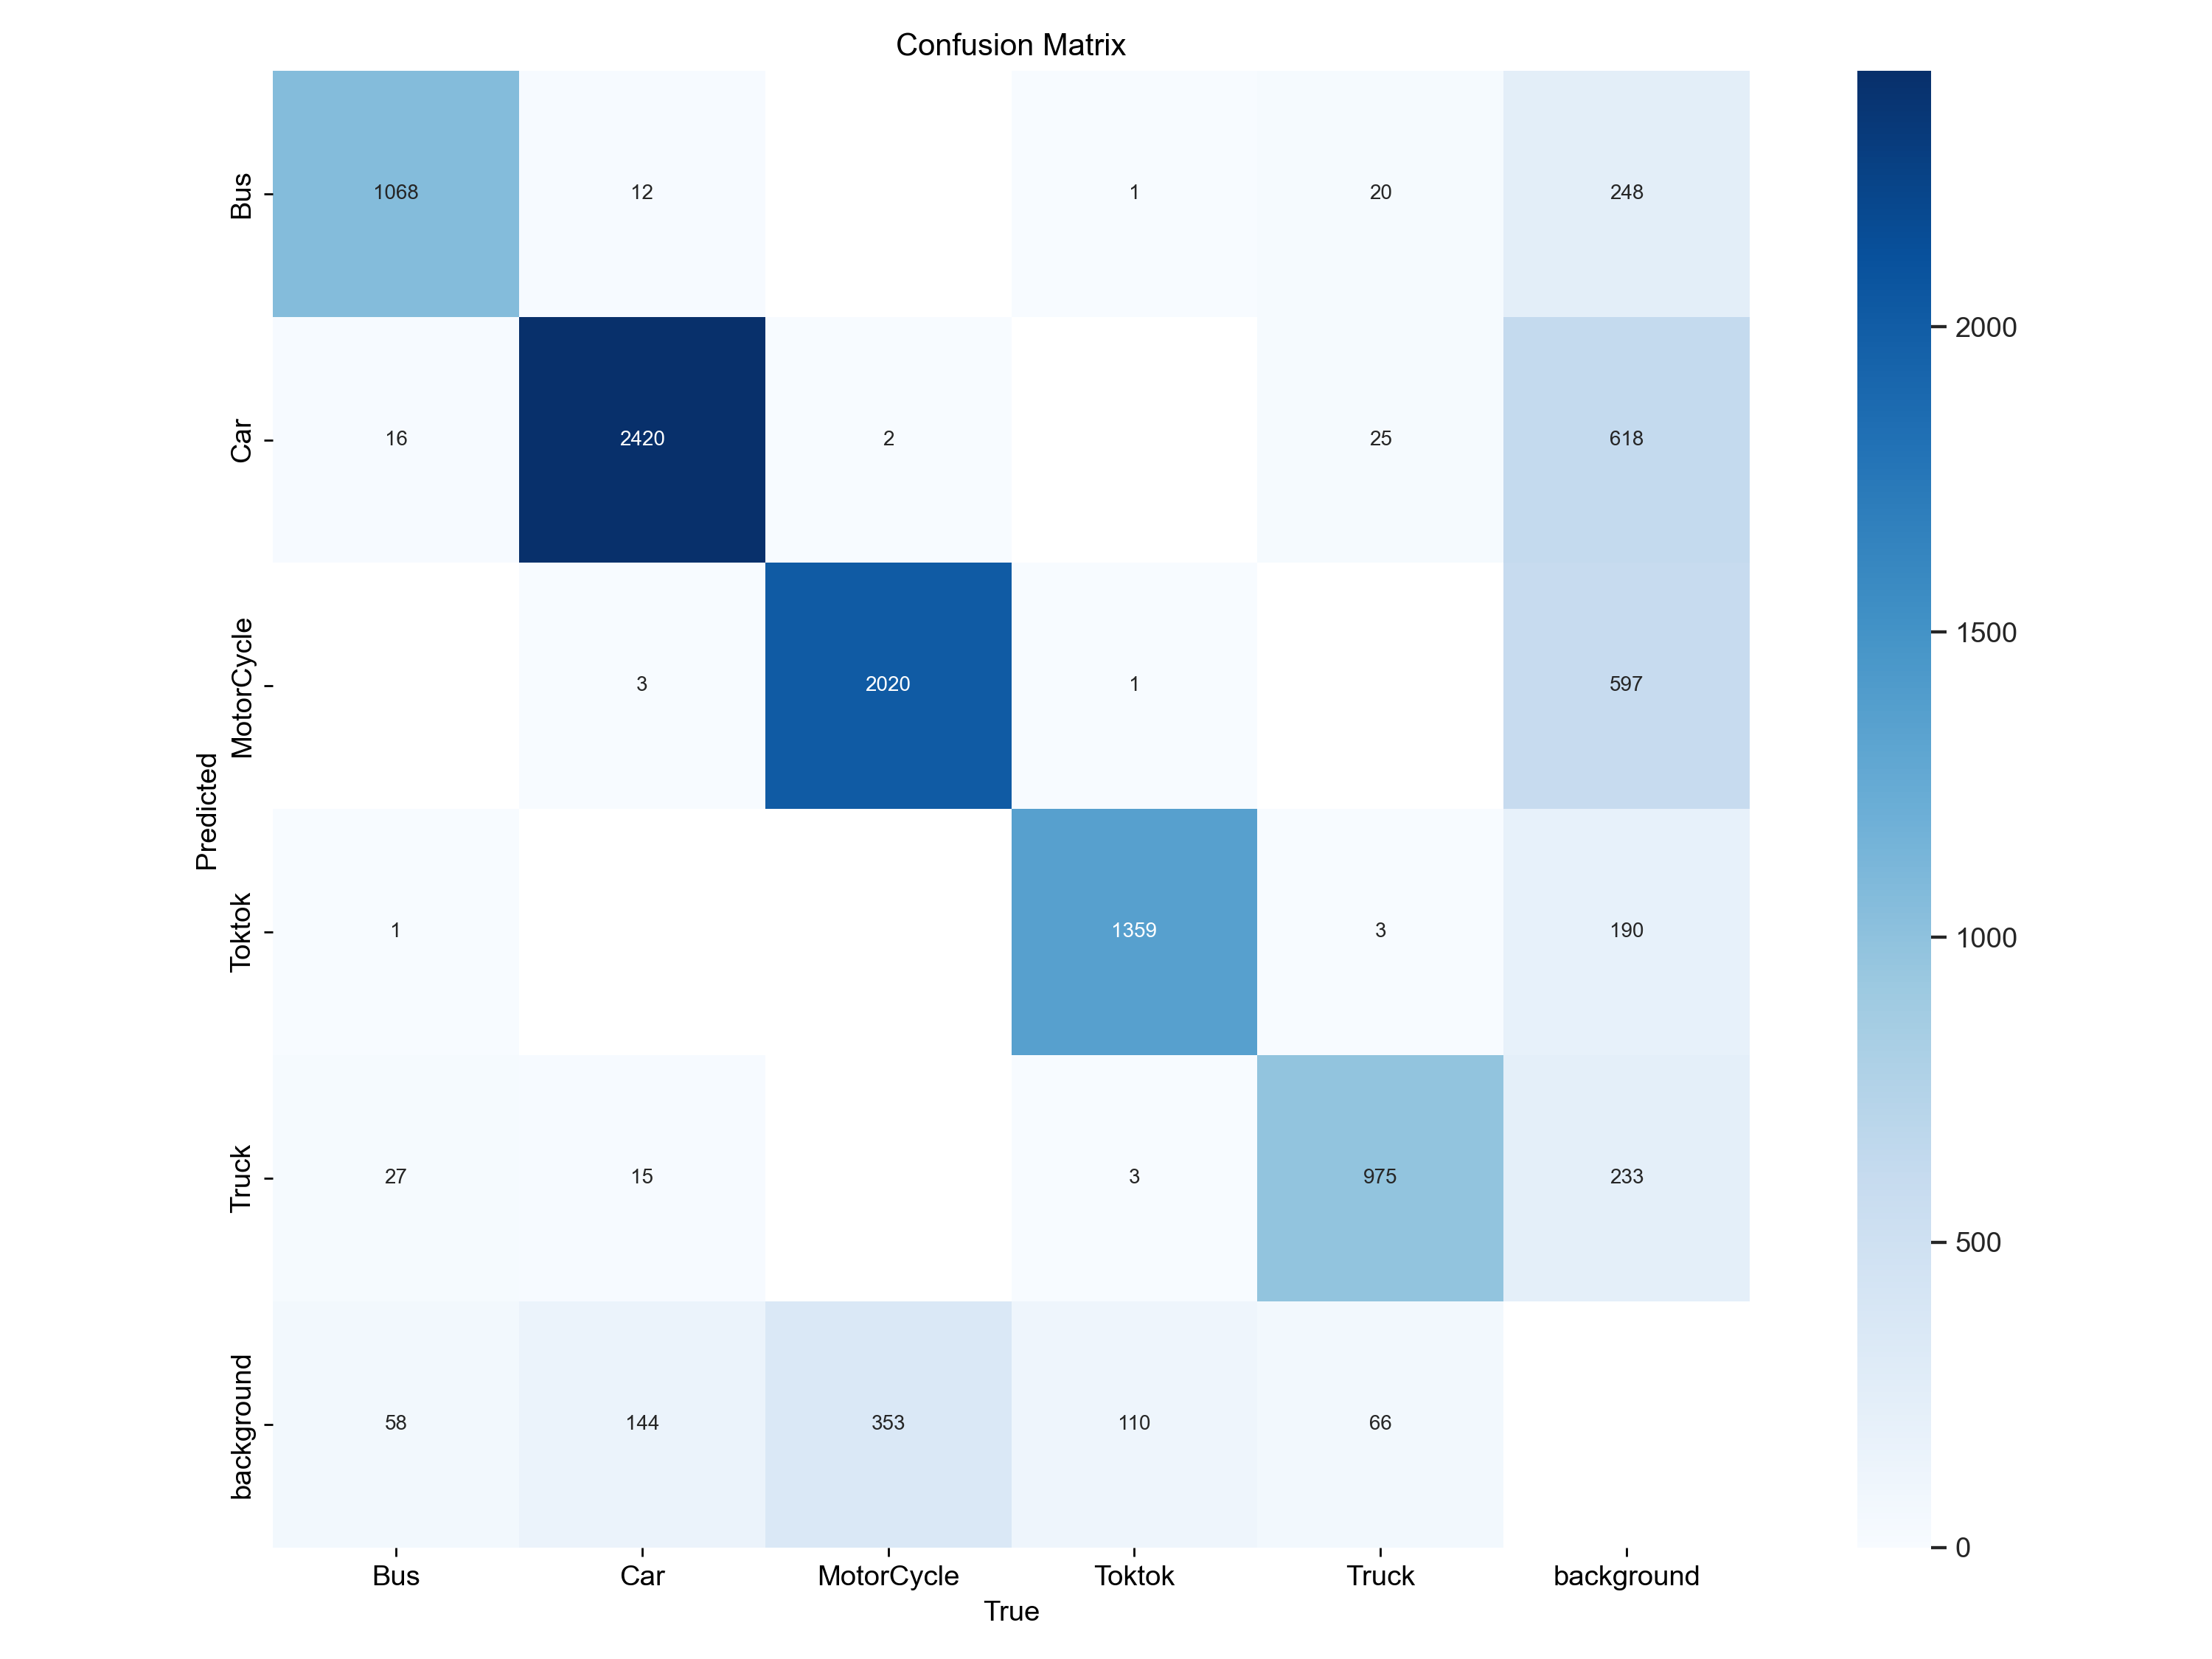 Confusion Matrix
Bus 1068 12 1 20 248
Car 16 2420 2 25 618
MotorCycle 3 2020 1 597
Toktok 1 1359 3 190
Truck 27 15 3 975 233
background 58 144 353 110 66
Bus Car MotorCycle Toktok Truck background
True
Predicted
2000
1500
1000
500
0